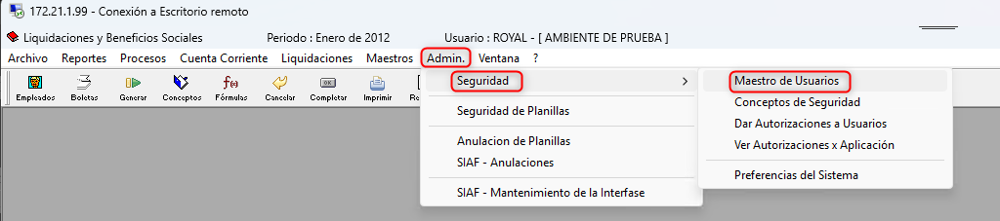 172.21.1.99 - Conexión a Escritorio remoto
Liquidaciones y Beneficios Sociales Periodo : Enero de 2012 Usuario : ROYAL - [ AMBIENTE DE PRUEBA ]
Archivo Reportes Procesos Cuenta Corriente Liquidaciones Maestros Admin. Ventana ?
Empleados Boletas Generar Conceptos Fórmulas Cancelar Completar Imprimir Re
Seguridad
Seguridad de Planillas
Anulacion de Planillas
SIAF - Anulaciones
SIAF - Mantenimiento de la Interfase
Maestro de Usuarios
Conceptos de Seguridad
Dar Autorizaciones a Usuarios
Ver Autorizaciones x Aplicación
Preferencias del Sistema